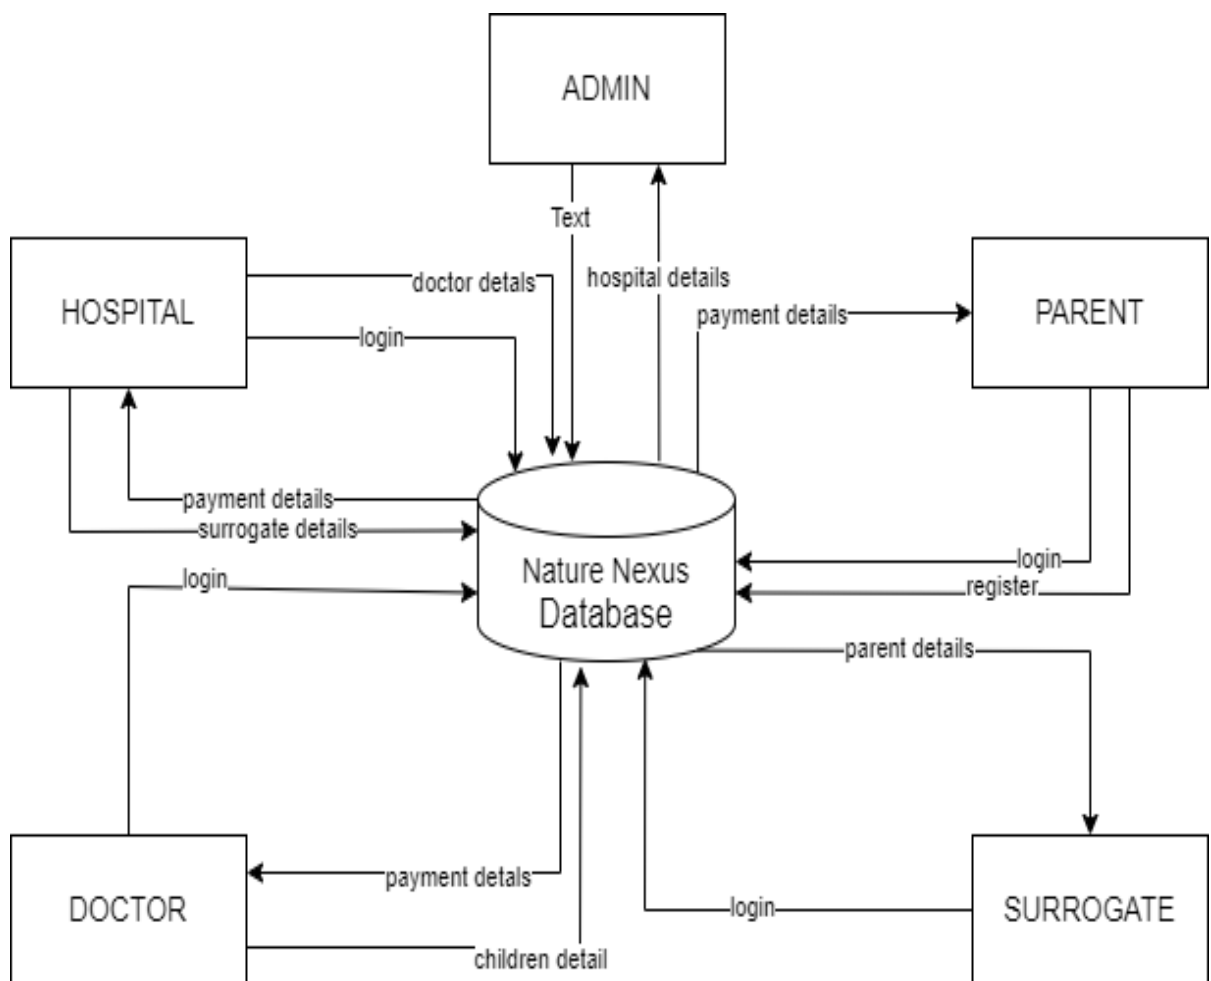 ADMIN
Text
hospital details
HOSPITAL
doctor detals
login
payment details
PARENT
payment details
surrogate details
login
Nature Nexus
Database
login
register
parent details
DOCTOR
payment detals
children detail
login
SURROGATE